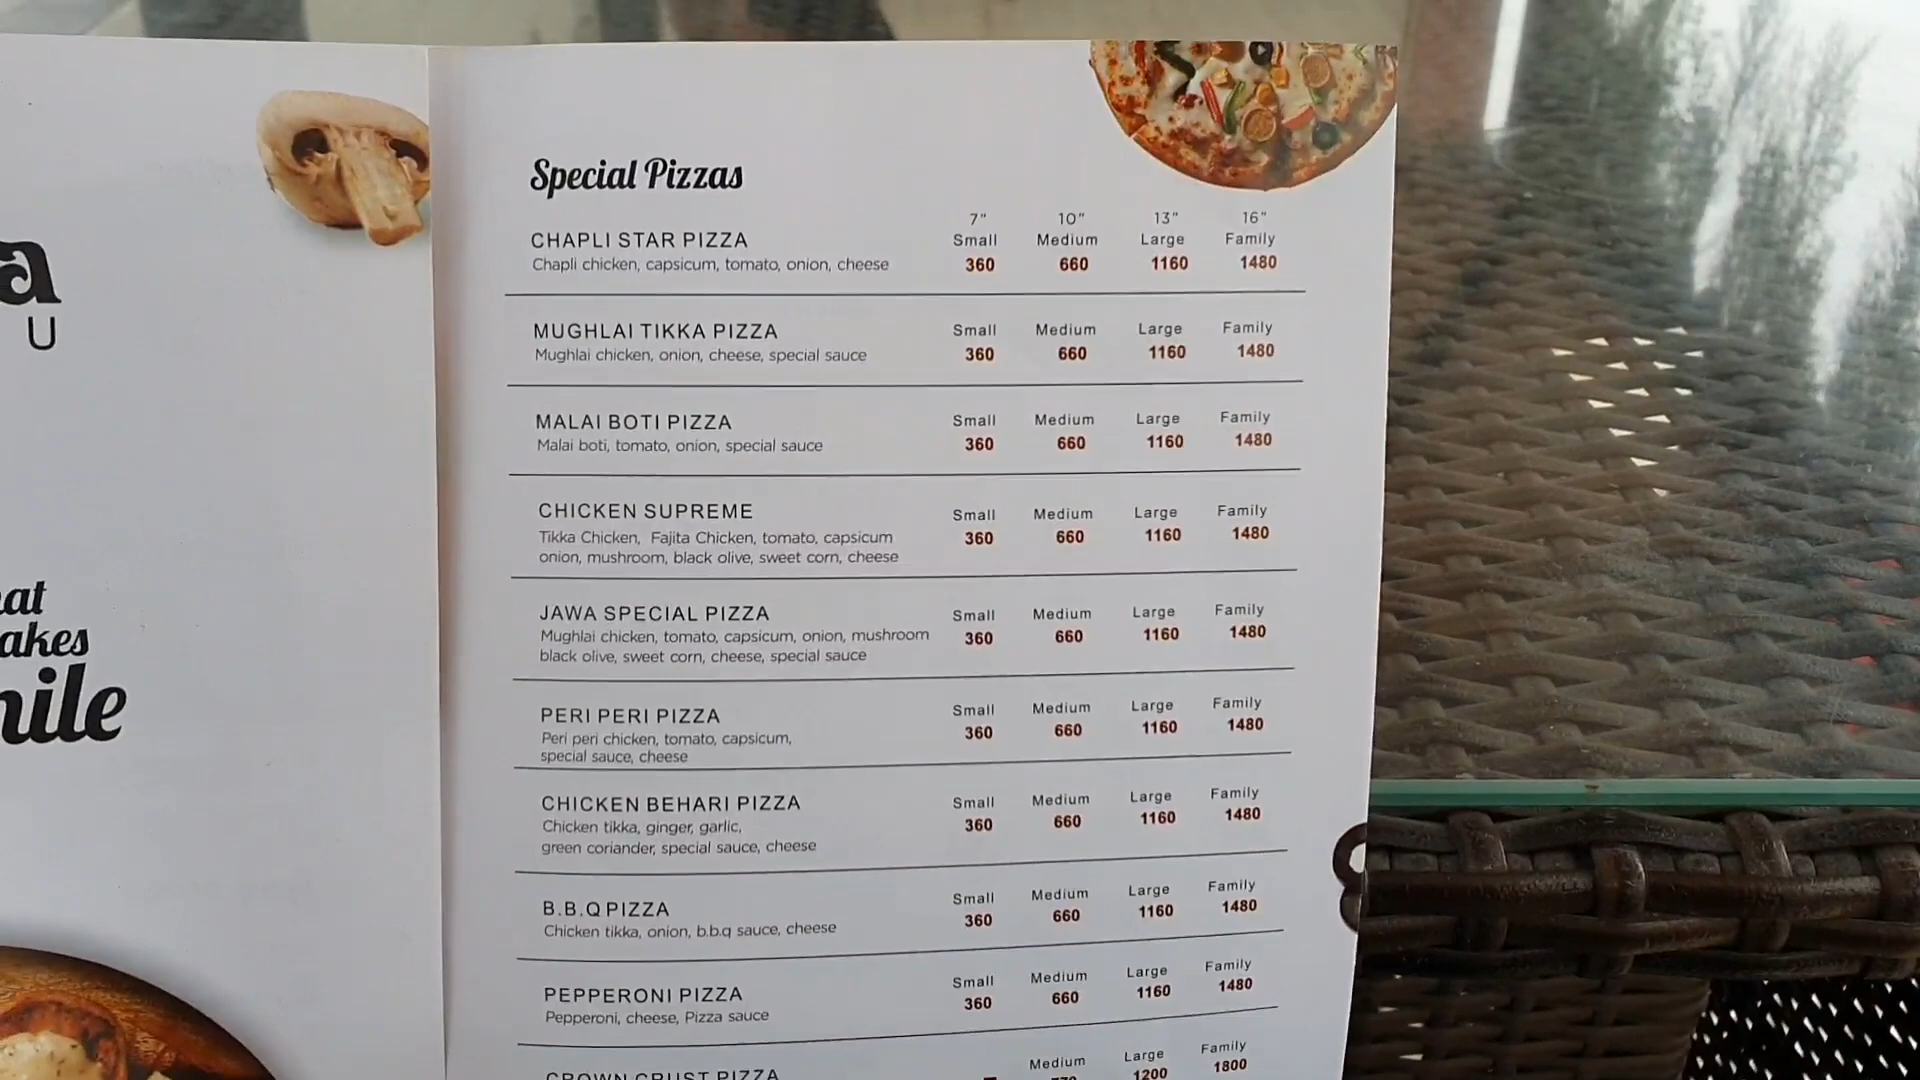 a
U
at
akes
nile
Special Pizzas
7" 10" 13" 16"
CHAPLI STAR PIZZA Small Medium Large Family
Chapli chicken, capsicum, tomato, onion, cheese 360 660 1160 1480
MUGHLAI TIKKA PIZZA Small Medium Large Family
Mughlai chicken, onion, cheese, special sauce 360 660 1160 1480
MALAI BOTI PIZZA Small Medium Large Family
Malai boti, tomato, onion, special sauce 360 660 1160 1480
CHICKEN SUPREME Small Medium Large Family
Tikka Chicken, Fajita Chicken, tomato, capsicum 360 660 1160 1480
onion, mushroom, black olive, sweet corn, cheese
JAWA SPECIAL PIZZA Small Medium Large Family
Mughlai chicken, tomato, capsicum, onion, mushroom 360 660 1160 1480
black olive, sweet corn, cheese, special sauce
PERI PERI PIZZA Small Medium Large Family
Peri peri chicken, tomato, capsicum, 360 660 1160 1480
special sauce, cheese
CHICKEN BEHARI PIZZA Small Medium Large Family
Chicken tikka, ginger, garlic, 360 660 1160 1480
green coriander, special sauce, cheese
B.B.Q PIZZA Small Medium Large Family
Chicken tikka, onion, b.b.q sauce, cheese 360 660 1160 1480
PEPPERONI PIZZA Small Medium Large Family
Pepperoni, cheese, Pizza sauce 360 660 1160 1480
CROWN CRUST PIZZA Medium Large Family
1200 1800